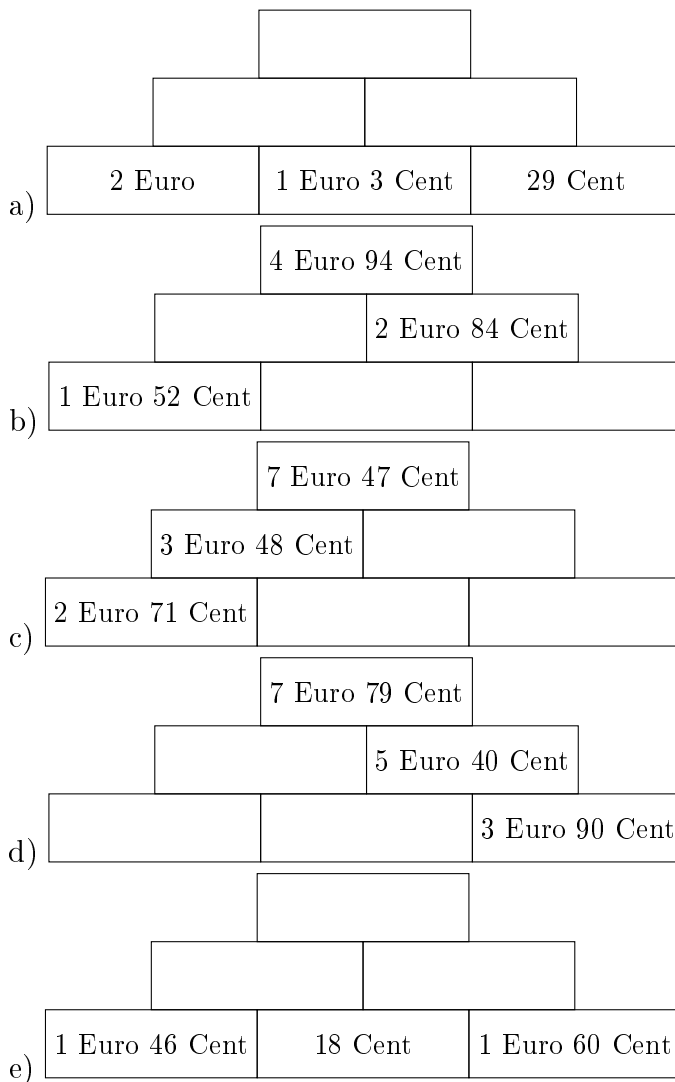 a) 2 Euro 1 Euro 3 Cent 29 Cent
4 Euro 94 Cent
2 Euro 84 Cent
b) 1 Euro 52 Cent
7 Euro 47 Cent
3 Euro 48 Cent
c) 2 Euro 71 Cent
7 Euro 79 Cent
5 Euro 40 Cent
d) 3 Euro 90 Cent
e) 1 Euro 46 Cent 18 Cent 1 Euro 60 Cent